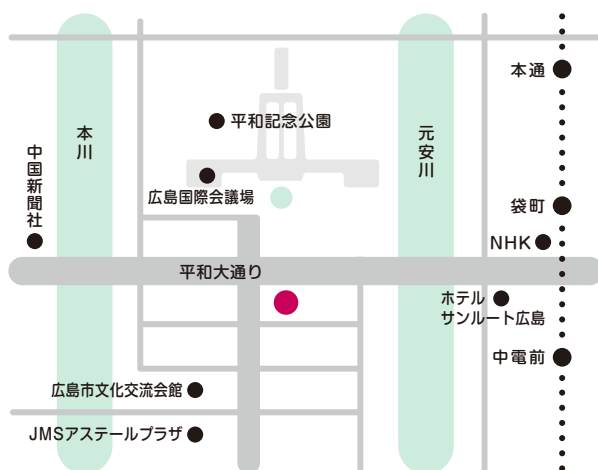 本通
平和記念公園
本川
元安川
中国新聞社
広島国際会議場
袋町
NHK
平和大通り
ホテル
サンルート広島
中電前
広島市文化交流会館
JMSアステールプラザ